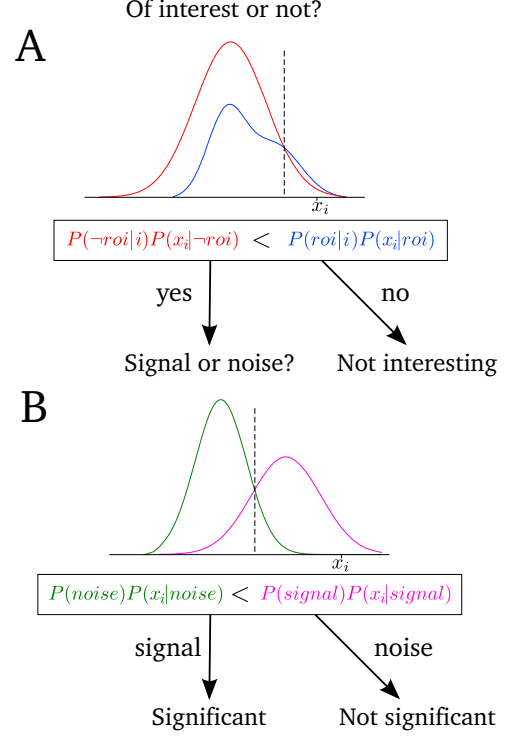 Of interest or not?
A
x_i
P(¬roi|i)P(x_i|¬roi) < P(roi|i)P(x_i|roi)
yes no
Signal or noise? Not interesting
B
x_i
P(noise)P(x_i|noise) < P(signal)P(x_i|signal)
signal noise
Significant Not significant